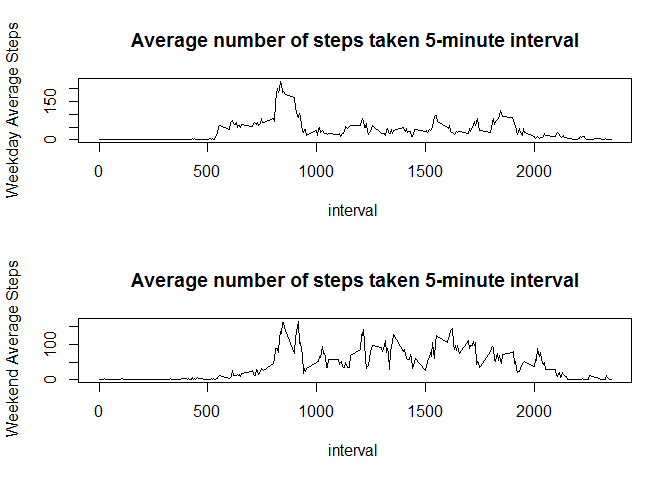 Average number of steps taken 5-minute interval
Weekday Average Steps
150
0
0 500 1000 1500 2000
interval
Average number of steps taken 5-minute interval
Weekend Average Steps
100
0
0 500 1000 1500 2000
interval